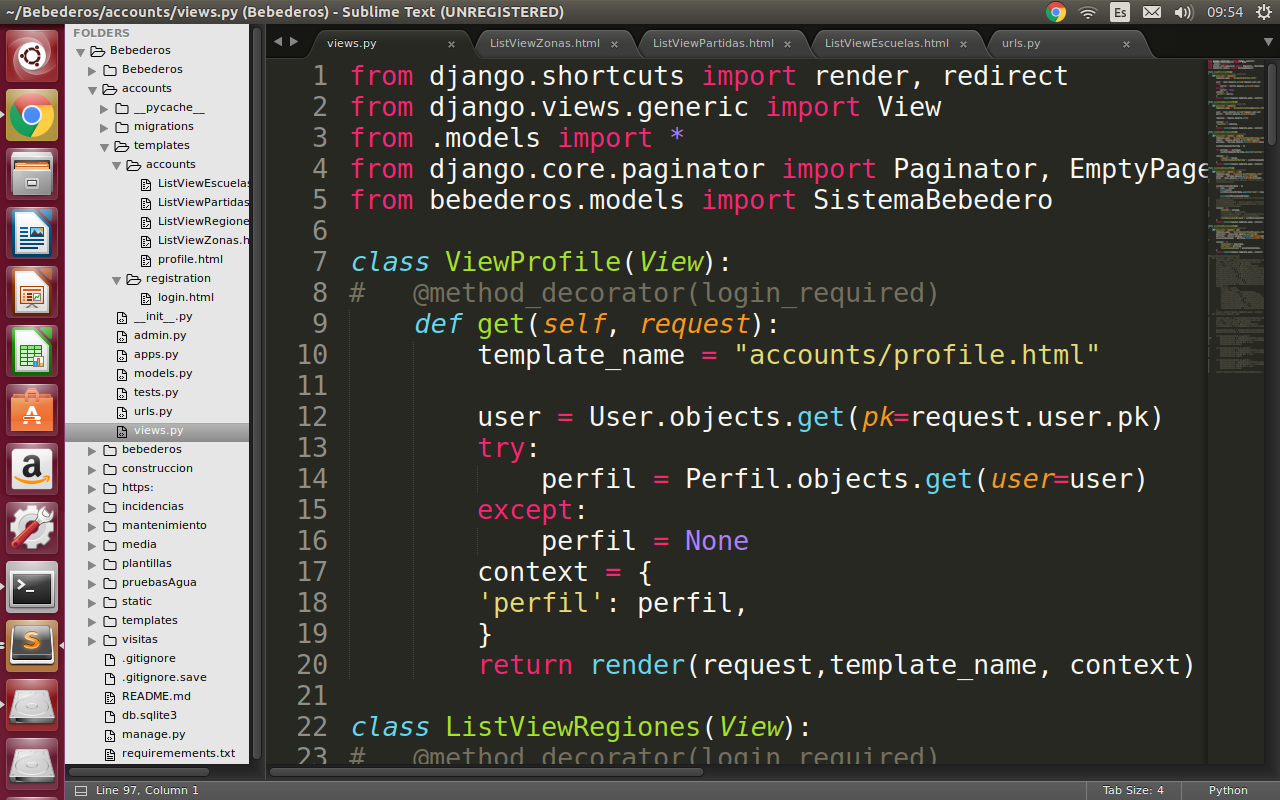 ~/Bebederos/accounts/views.py (Bebederos) - Sublime Text (UNREGISTERED)
Es
09:54
FOLDERS
Bebederos
Bebederos
accounts
__pycache__
migrations
templates
accounts
ListViewEscuelas
ListViewPartidas
ListViewRegione
ListViewZonas.h
profile.html
registration
login.html
__init__.py
admin.py
apps.py
models.py
tests.py
urls.py
views.py
bebederos
construccion
https:
incidencias
mantenimiento
media
plantillas
pruebasAgua
static
templates
visitas
.gitignore
.gitignore.save
README.md
db.sqlite3
manage.py
requiremements.txt
views.py
ListViewZonas.html
ListViewPartidas.html
ListViewEscuelas.html
urls.py
1 from django.shortcuts import render, redirect
2 from django.views.generic import View
3 from .models import *
4 from django.core.paginator import Paginator, EmptyPage
5 from bebederos.models import SistemaBebedero
6
7 class ViewProfile(View):
8 #   @method_decorator(login_required)
9     def get(self, request):
10         template_name = "accounts/profile.html"
11
12         user = User.objects.get(pk=request.user.pk)
13         try:
14             perfil = Perfil.objects.get(user=user)
15         except:
16             perfil = None
17         context = {
18         'perfil': perfil,
19         }
20         return render(request,template_name, context)
21
22 class ListViewRegiones(View):
23 #   @method_decorator(login_required)
Line 97, Column 1
Tab Size: 4
Python